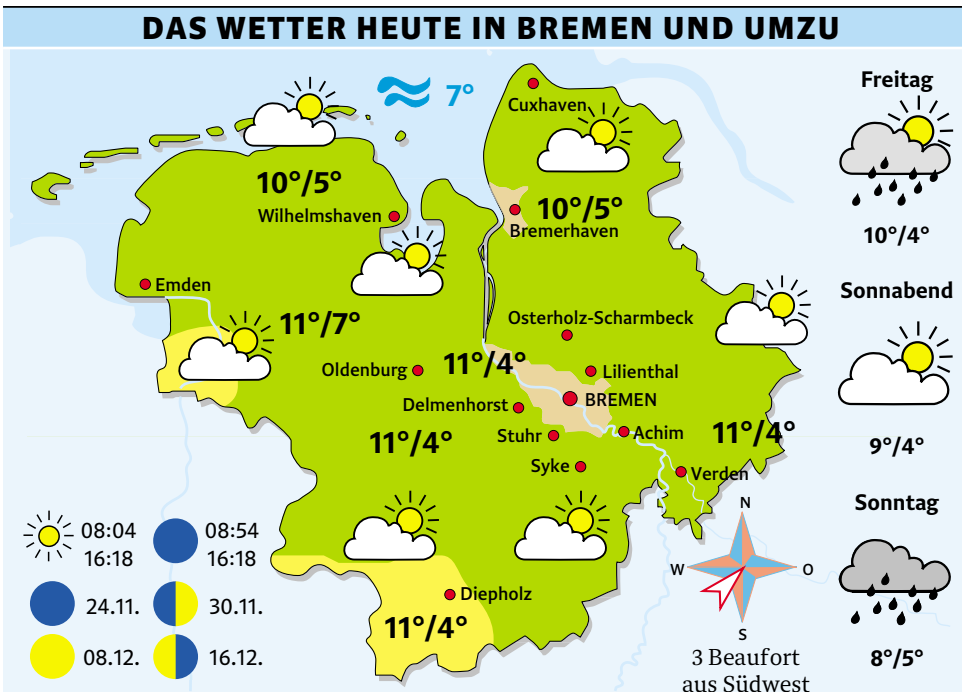 DAS WETTER HEUTE IN BREMEN UND UMZU
7°
Cuxhaven
10°/5°
Wilhelmshaven
10°/5°
Bremerhaven
Emden
11°/7°
Osterholz-Scharmbeck
Oldenburg
11°/4°
Lilienthal
BREMEN
Delmenhorst
11°/4°
Stuhr
Achim
11°/4°
Syke
Verden
Diepholz
11°/4°
08:04
16:18
08:54
16:18
24.11.
30.11.
08.12.
16.12.
N
W
O
S
3 Beaufort
aus Südwest
Freitag
10°/4°
Sonnabend
9°/4°
Sonntag
8°/5°